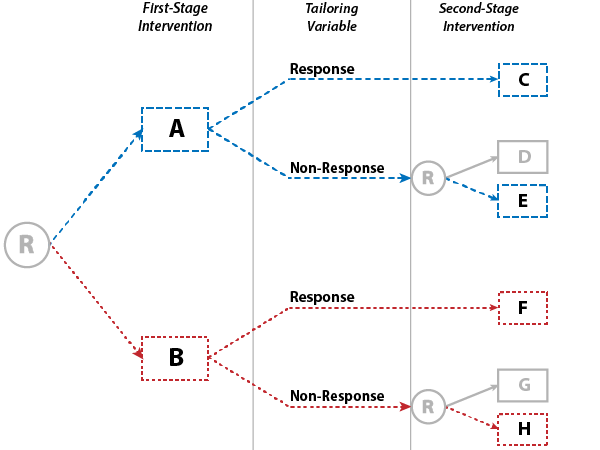 First-Stage
Intervention
Tailoring
Variable
Second-Stage
Intervention
Response
C
A
D
Non-Response
R
E
R
Response
F
B
G
Non-Response
R
H